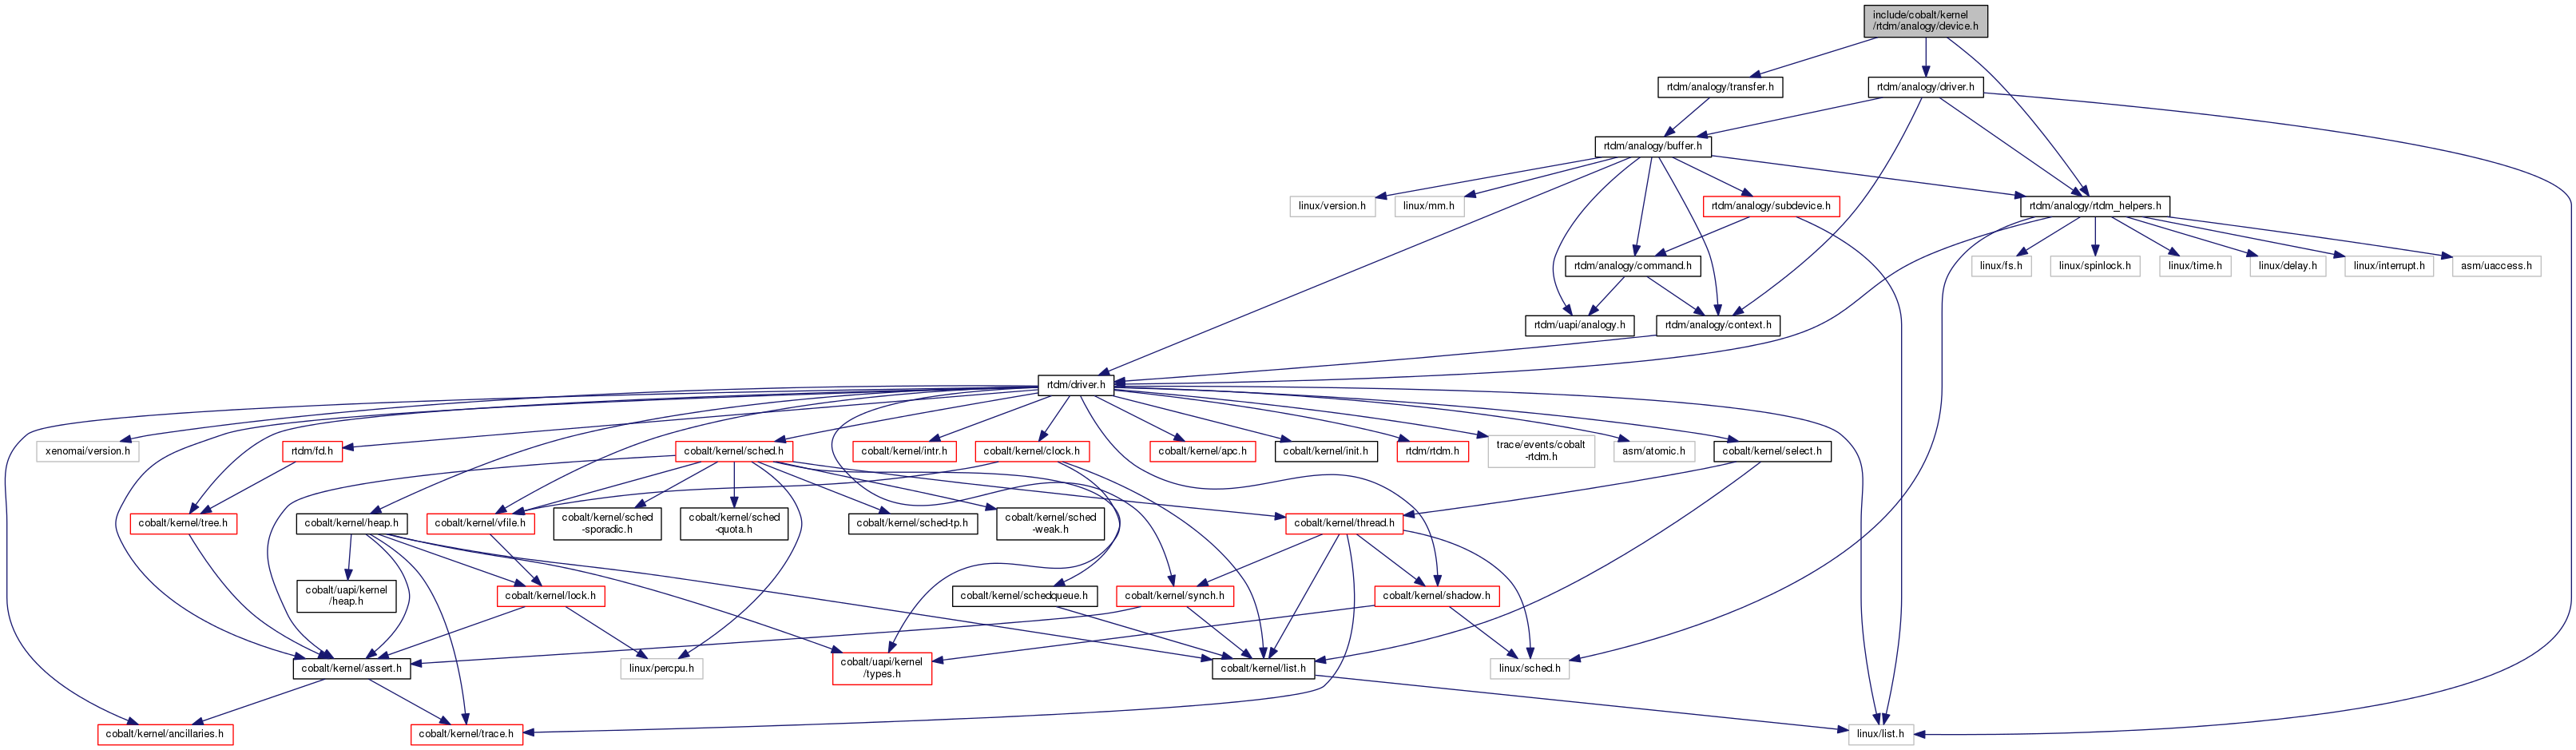 include/cobalt/kernel
/rtdm/analogy/device.h
rtdm/analogy/transfer.h
rtdm/analogy/driver.h
rtdm/analogy/buffer.h
linux/version.h
linux/mm.h
rtdm/analogy/subdevice.h
rtdm/analogy/rtdm_helpers.h
rtdm/analogy/command.h
linux/fs.h
linux/spinlock.h
linux/time.h
linux/delay.h
linux/interrupt.h
asm/uaccess.h
rtdm/uapi/analogy.h
rtdm/analogy/context.h
rtdm/driver.h
xenomai/version.h
rtdm/fd.h
cobalt/kernel/sched.h
cobalt/kernel/intr.h
cobalt/kernel/clock.h
cobalt/kernel/apc.h
cobalt/kernel/init.h
rtdm/rtdm.h
trace/events/cobalt
-rtdm.h
asm/atomic.h
cobalt/kernel/select.h
cobalt/kernel/tree.h
cobalt/kernel/heap.h
cobalt/kernel/vfile.h
cobalt/kernel/sched
-sporadic.h
cobalt/kernel/sched
-quota.h
cobalt/kernel/sched-tp.h
cobalt/kernel/sched
-weak.h
cobalt/kernel/thread.h
cobalt/uapi/kernel
/heap.h
cobalt/kernel/lock.h
cobalt/kernel/schedqueue.h
cobalt/kernel/synch.h
cobalt/kernel/shadow.h
cobalt/kernel/assert.h
linux/percpu.h
cobalt/uapi/kernel
/types.h
cobalt/kernel/list.h
linux/sched.h
cobalt/kernel/ancillaries.h
cobalt/kernel/trace.h
linux/list.h